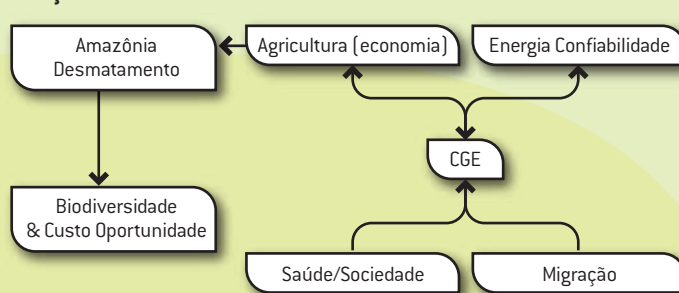 Amazônia
Desmatamento
Agricultura (economia)
Energia Confiabilidade
CGE
Biodiversidade
& Custo Oportunidade
Saúde/Sociedade
Migração